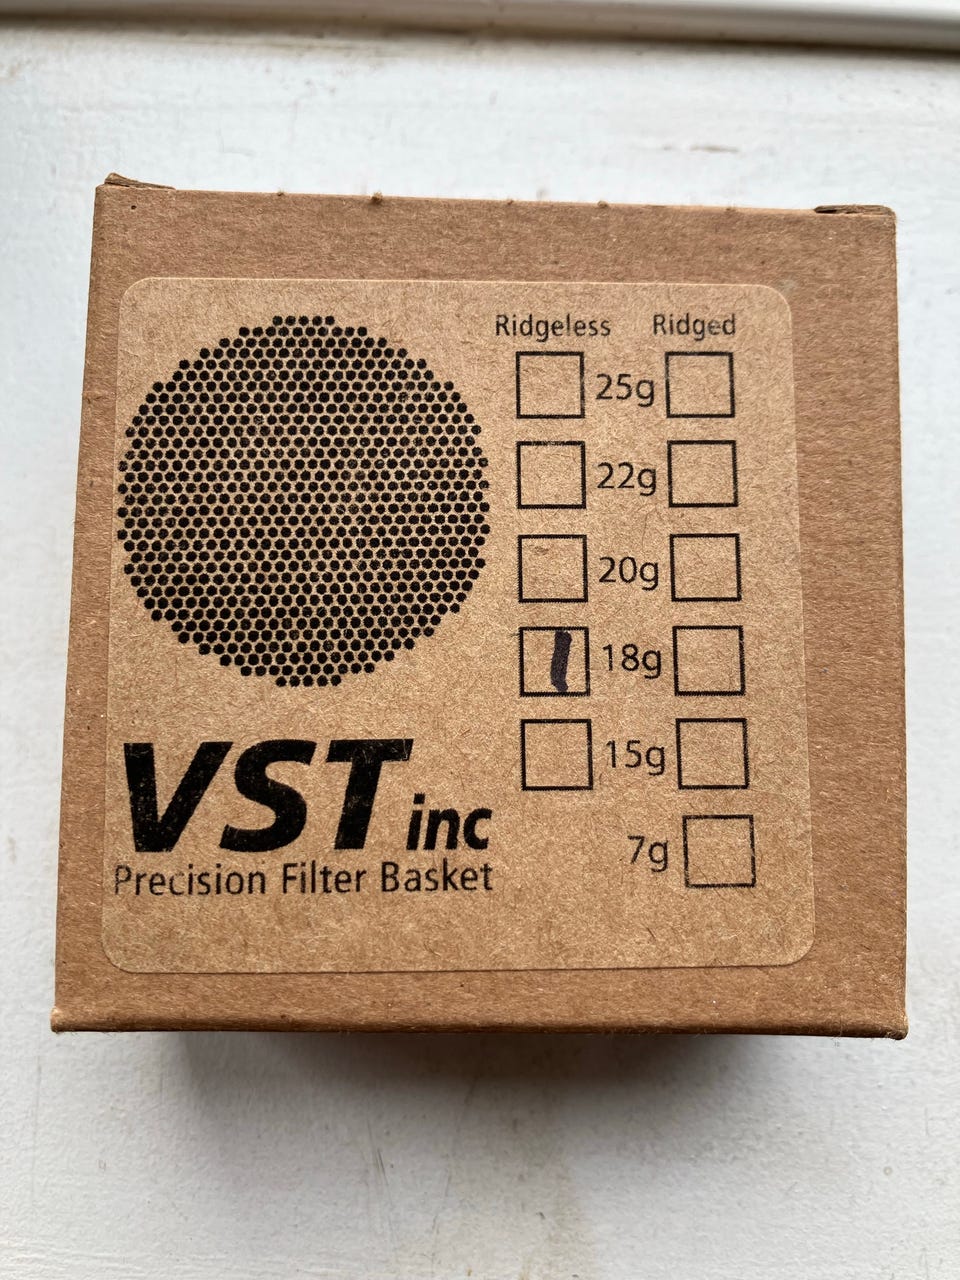 Ridgeless Ridged
25g
22g
20g
18g
15g
7g
VST inc
Precision Filter Basket